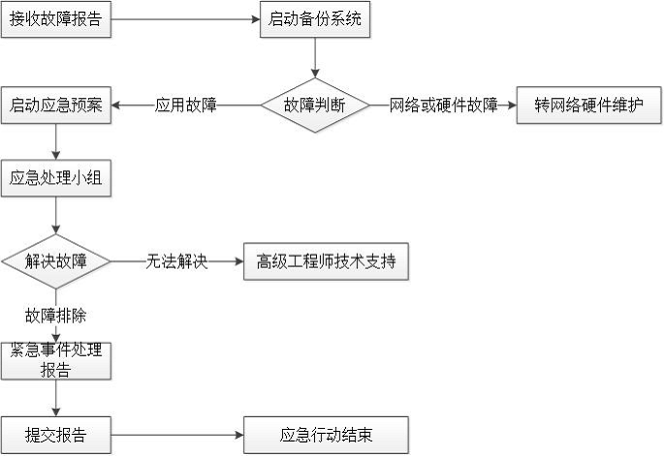 接收故障报告
启动备份系统
启动应急预案
应用故障
故障判断
网络或硬件故障
转网络硬件维护
应急处理小组
解决故障
无法解决
高级工程师技术支持
故障排除
紧急事件处理
报告
提交报告
应急行动结束